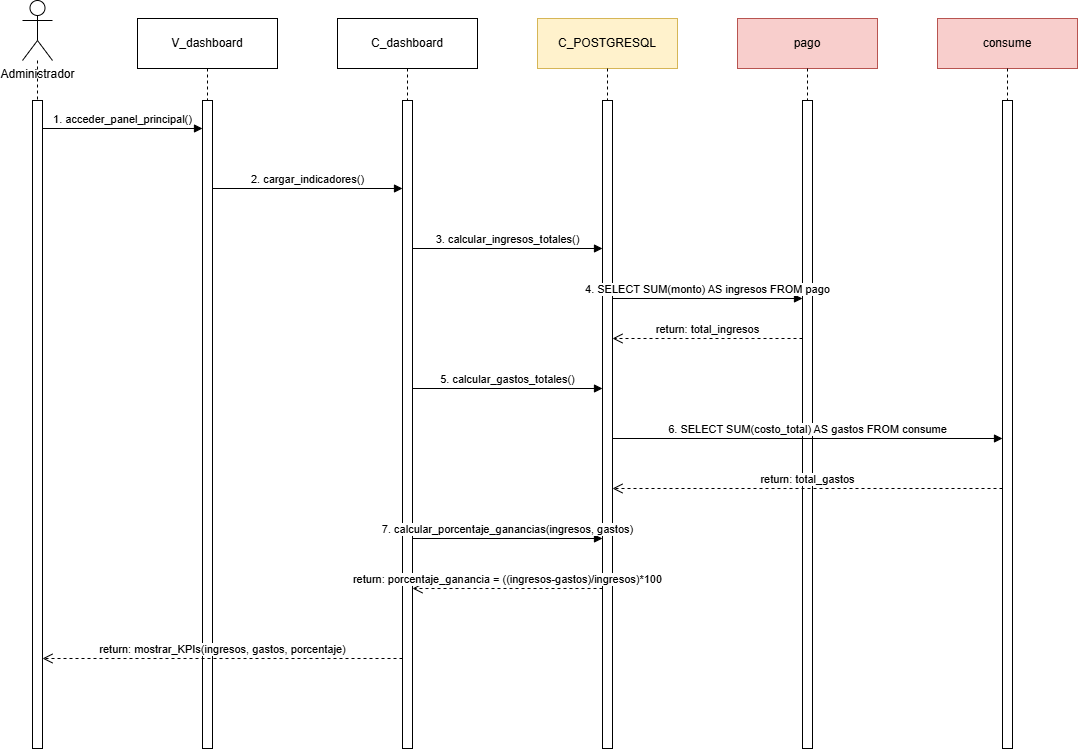 Administrador
V_dashboard
C_dashboard
C_POSTGRESQL
pago
consume
1. acceder_panel_principal()
2. cargar_indicadores()
3. calcular_ingresos_totales()
4. SELECT SUM(monto) AS ingresos FROM pago
return: total_ingresos
5. calcular_gastos_totales()
6. SELECT SUM(costo_total) AS gastos FROM consume
return: total_gastos
7. calcular_porcentaje_ganancias(ingresos, gastos)
return: porcentaje_ganancia = ((ingresos-gastos)/ingresos)*100
return: mostrar_KPIs(ingresos, gastos, porcentaje)